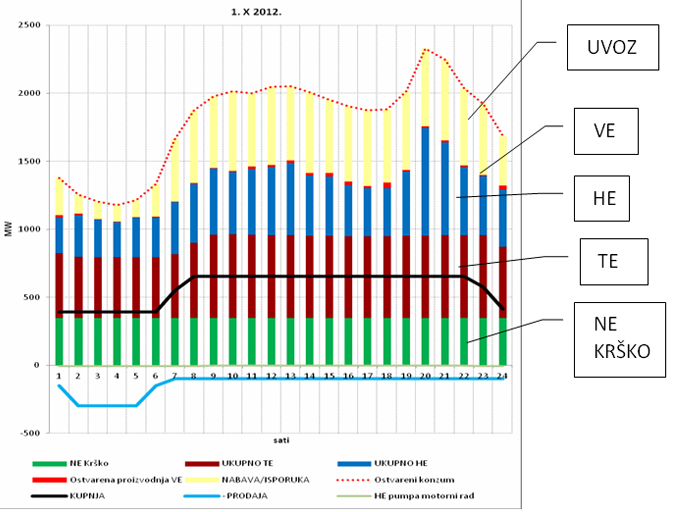 1. X 2012.
2500
2000
1500
1000
500
0
-500
MW
1 2 3 4 5 6 7 8 9 10 11 12 13 14 15 16 17 18 19 20 21 22 23 24
sati
UVOZ
VE
HE
TE
NE
KRŠKO
NE Krško UKUPNO TE UKUPNO HE
Ostvarena proizvodnja VE NABAVA/ISPORUKA Ostvareni konzum
KUPNJA - PRODAJA HE pumpa motorni rad